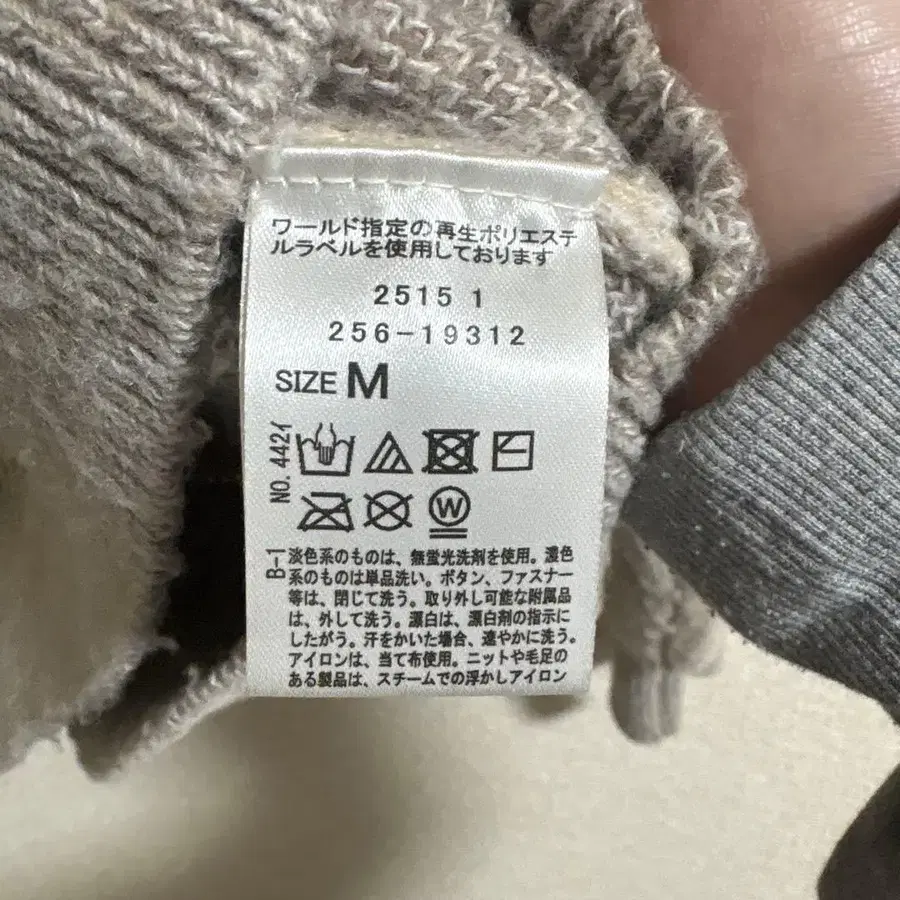 ワールド指定の再生ポリエステ
ルラベルを使用しております
2515 1
256-19312
SIZE M
NO. 442イ
W
B-1
淡色系のものは、無蛍光洗剤を使用。濃色
系のものは単品洗い。ボタン、ファスナー
等は、閉じて洗う。取り外し可能な附属品
は、外して洗う。漂白は、漂白剤の指示に
したがう。汗をかいた場合、速やかに洗う。
アイロンは、当て布使用。ニットや毛足の
ある製品は、スチームでの浮かしアイロン